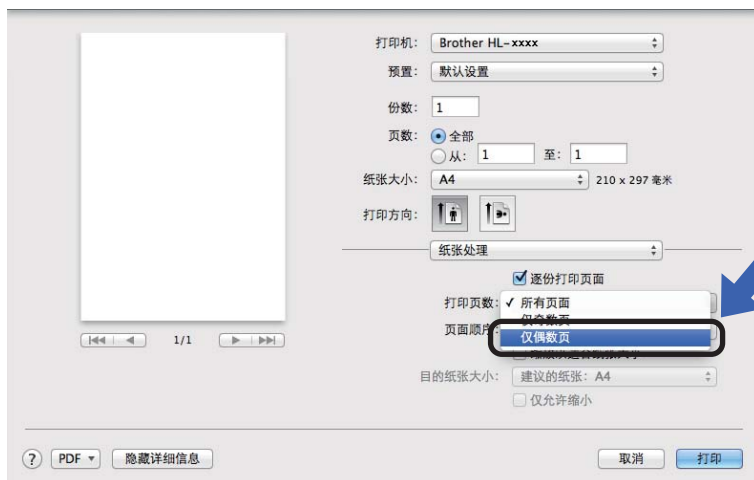 打印机: Brother HL-xxxx
预置: 默认设置
份数: 1
页数: 全部
从: 1 至: 1
纸张大小: A4 210 x 297 毫米
打印方向:
纸张处理
逐份打印页面
打印页数: ✓ 所有页面
仅奇数页
页面顺序:
仅偶数页
1/1
目的纸张大小: 建议的纸张: A4
仅允许缩小
? PDF 隐藏详细信息 取消 打印